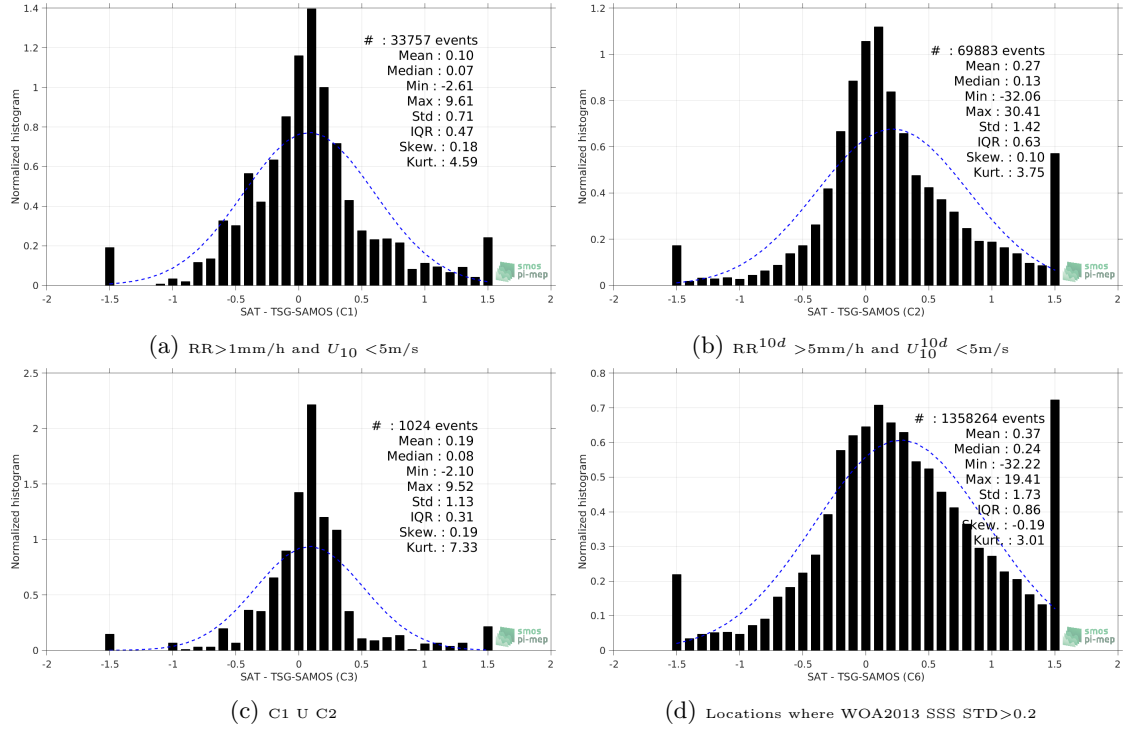 1.4
1.2
1
0.8
0.6
0.4
0.2
0
Normalized histogram
# : 33757 events
Mean : 0.10
Median : 0.07
Min : -2.61
Max : 9.61
Std : 0.71
IQR : 0.47
Skew. : 0.18
Kurt. : 4.59
smos
pi-mep
-2 -1.5 -1 -0.5 0 0.5 1 1.5 2
SAT - TSG-SAMOS (C1)
(a) RR>1mm/h and U10 <5m/s
1.2
1
0.8
0.6
0.4
0.2
0
Normalized histogram
# : 69883 events
Mean : 0.27
Median : 0.13
Min : -32.06
Max : 30.41
Std : 1.42
IQR : 0.63
Skew. : 0.10
Kurt. : 3.75
smos
pi-mep
-2 -1.5 -1 -0.5 0 0.5 1 1.5 2
SAT - TSG-SAMOS (C2)
(b) RR^10d >5mm/h and U10^10d <5m/s
2.5
2
1.5
1
0.5
0
Normalized histogram
# : 1024 events
Mean : 0.19
Median : 0.08
Min : -2.10
Max : 9.52
Std : 1.13
IQR : 0.31
Skew. : 0.19
Kurt. : 7.33
smos
pi-mep
-2 -1.5 -1 -0.5 0 0.5 1 1.5 2
SAT - TSG-SAMOS (C3)
(c) C1 U C2
0.8
0.7
0.6
0.5
0.4
0.3
0.2
0.1
0
Normalized histogram
# : 1358264 events
Mean : 0.37
Median : 0.24
Min : -32.22
Max : 19.41
Std : 1.73
IQR : 0.86
Skew. : -0.19
Kurt. : 3.01
smos
pi-mep
-2 -1.5 -1 -0.5 0 0.5 1 1.5 2
SAT - TSG-SAMOS (C6)
(d) Locations where WOA2013 SSS STD>0.2